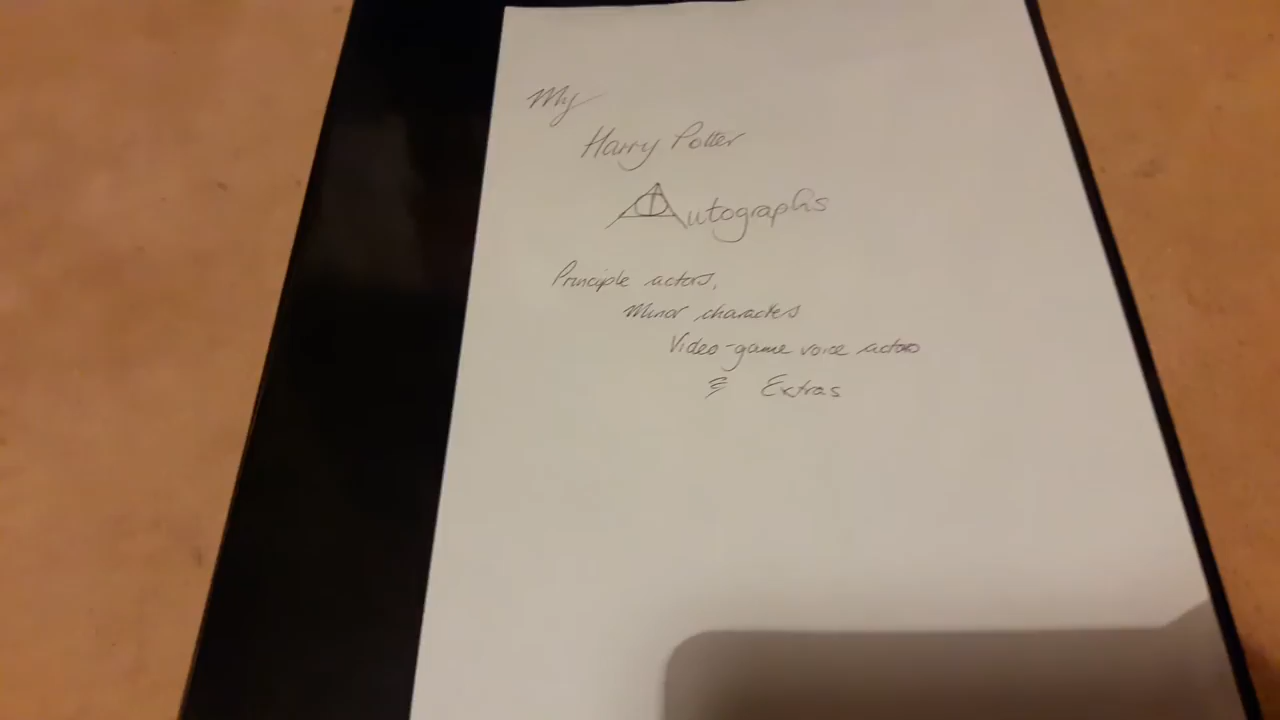 My
Harry Potter
Autographs
Principle actors,
Minor characters
Video-game voice actors
& Extras